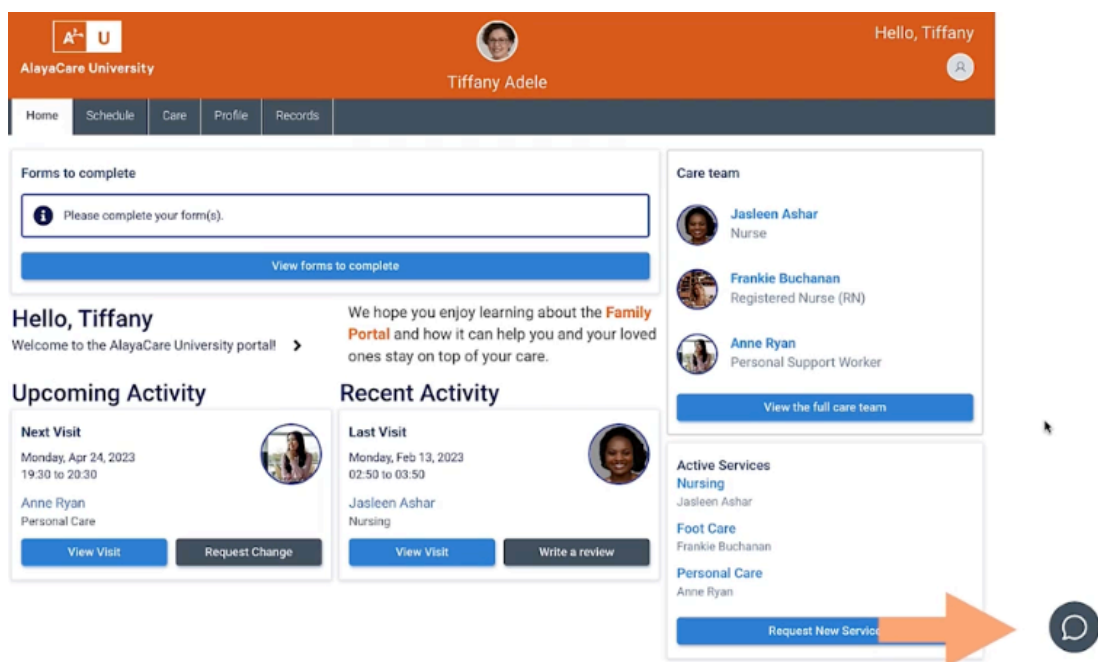 A2 U
AlayaCare University
Tiffany Adele
Hello, Tiffany
Home Schedule Care Profile Records
Forms to complete
Please complete your form(s).
View forms to complete
Hello, Tiffany
Welcome to the AlayaCare University portal!
We hope you enjoy learning about the Family
Portal and how it can help you and your loved
ones stay on top of your care.
Upcoming Activity
Next Visit
Monday, Apr 24, 2023
19:30 to 20:30
Anne Ryan
Personal Care
View Visit Request Change
Recent Activity
Last Visit
Monday, Feb 13, 2023
02:50 to 03:50
Jasleen Ashar
Nursing
View Visit Write a review
Care team
Jasleen Ashar
Nurse
Frankie Buchanan
Registered Nurse (RN)
Anne Ryan
Personal Support Worker
View the full care team
Active Services
Nursing
Jasleen Ashar
Foot Care
Frankie Buchanan
Personal Care
Anne Ryan
Request New Service